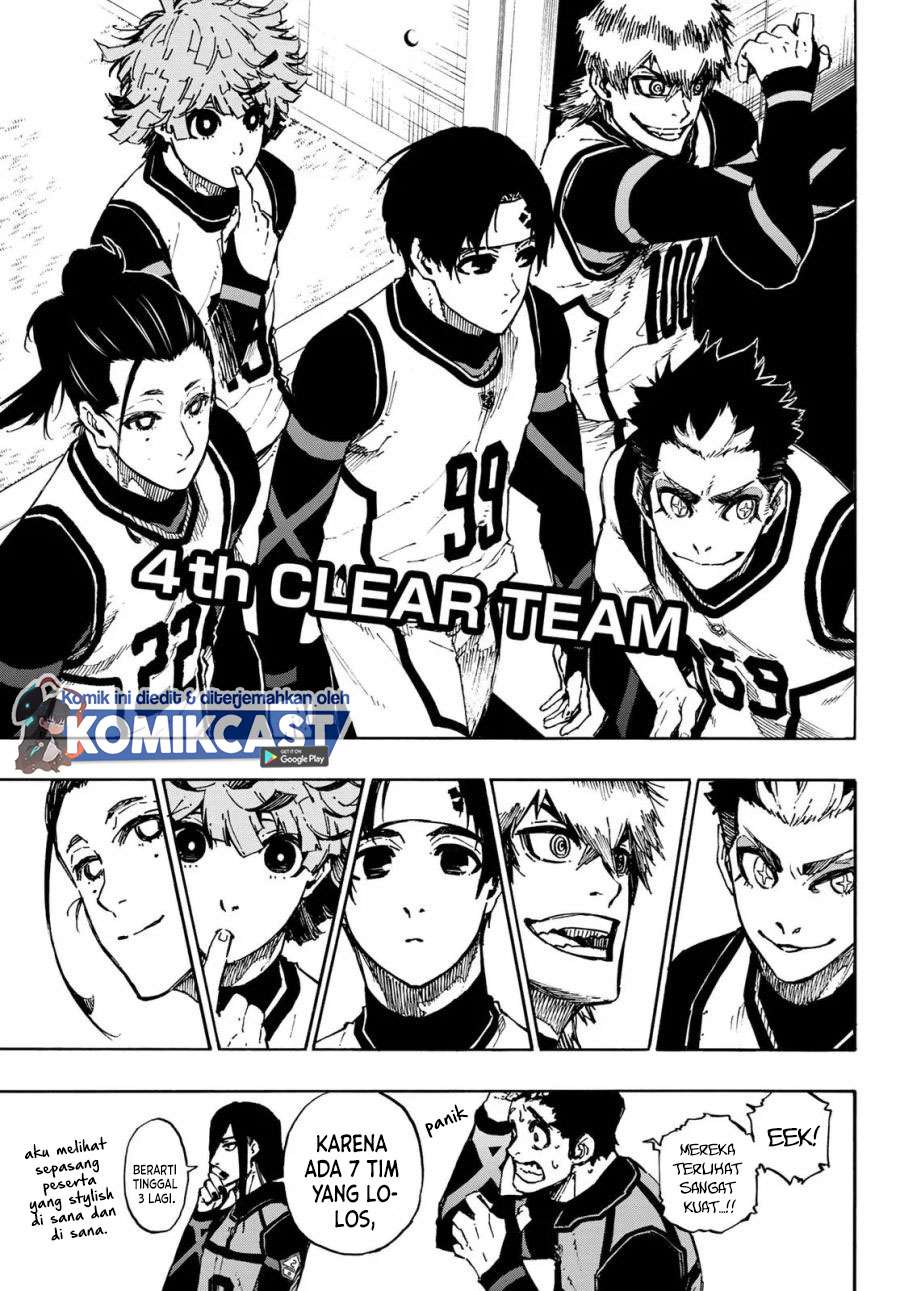 100
13
99
22
59
4th CLEAR TEAM
Komik ini diedit & diterjemahkan oleh
KOMIKCAST
GET IT ON
Google Play
EEK!
MEREKA
TERLIHAT
SANGAT
KUAT...!!
panik
KARENA
ADA 7 TIM
YANG LO-
LOS,
BERARTI
TINGGAL
3 LAGI.
aku melihat
sepasang
peserta
yang stylish
di sana dan
di sana.